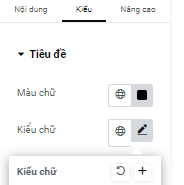 Nội dung Kiểu Nâng cao
Tiêu đề
Màu chữ
Kiểu chữ
Kiểu chữ